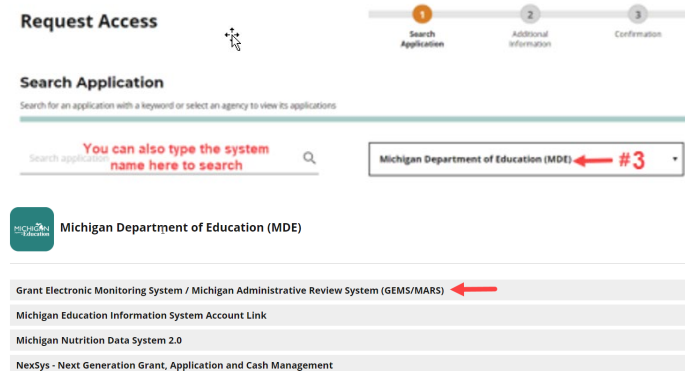 Request Access
1
2
3
Search
Application
Additional
Information
Confirmation
Search Application
Search for an application with a keyword or select an agency to view its applications
Search application
You can also type the system
name here to search
Michigan Department of Education (MDE)
#3
MICHIGAN
Education
Michigan Department of Education (MDE)
Grant Electronic Monitoring System / Michigan Administrative Review System (GEMS/MARS)
Michigan Education Information System Account Link
Michigan Nutrition Data System 2.0
NexSys - Next Generation Grant, Application and Cash Management